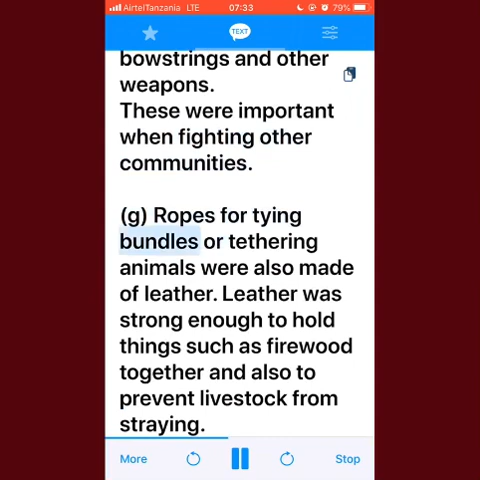 AirtelTanzania LTE 07:33 79%
TEXT
bowstrings and other
weapons.
These were important
when fighting other
communities.
(g) Ropes for tying
bundles or tethering
animals were also made
of leather. Leather was
strong enough to hold
things such as firewood
together and also to
prevent livestock from
straying.
More Stop